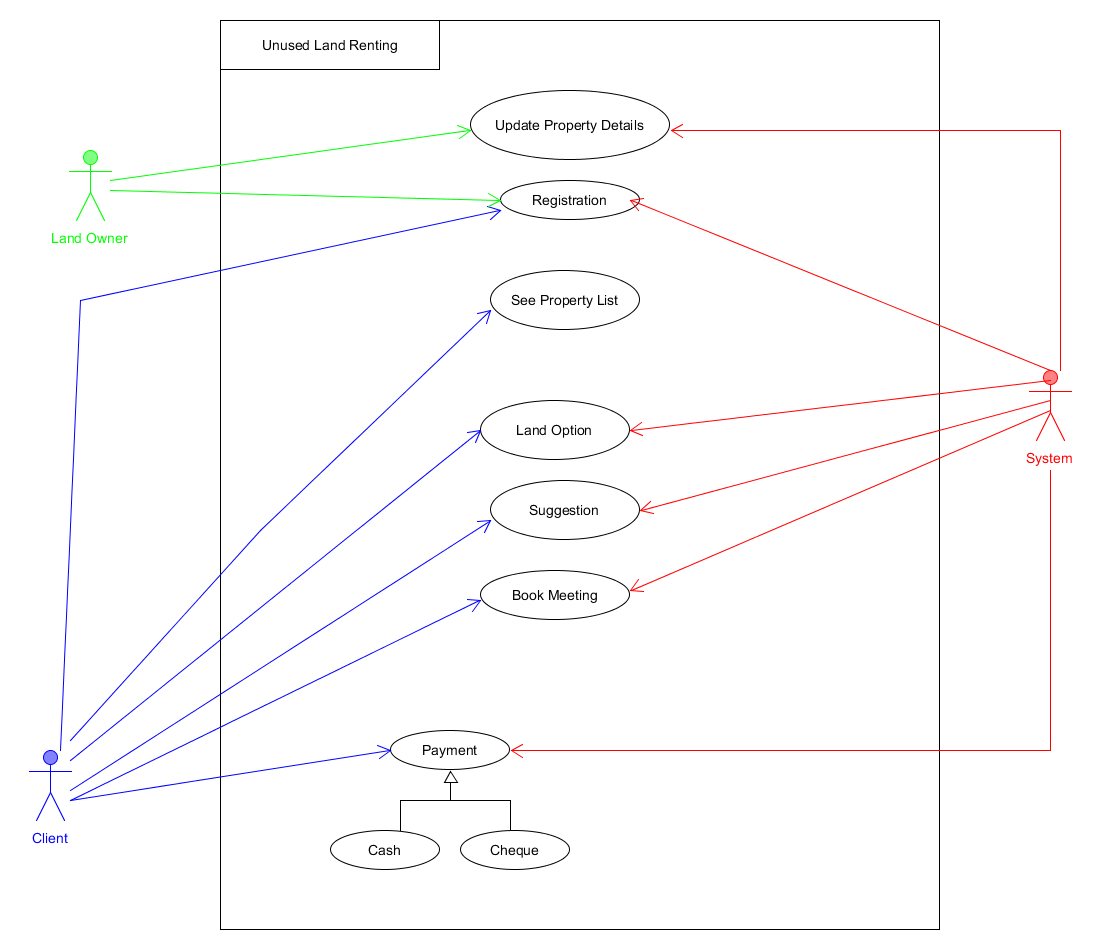 Unused Land Renting
Update Property Details
Land Owner
Registration
See Property List
Land Option
System
Suggestion
Book Meeting
Payment
Client
Cash
Cheque